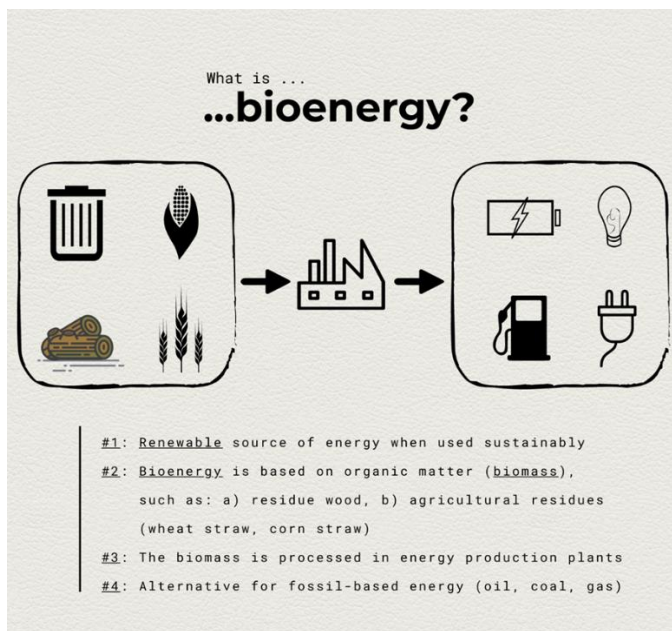 What is ...
...bioenergy?
#1: Renewable source of energy when used sustainably
#2: Bioenergy is based on organic matter (biomass),
such as: a) residue wood, b) agricultural residues
(wheat straw, corn straw)
#3: The biomass is processed in energy production plants
#4: Alternative for fossil-based energy (oil, coal, gas)